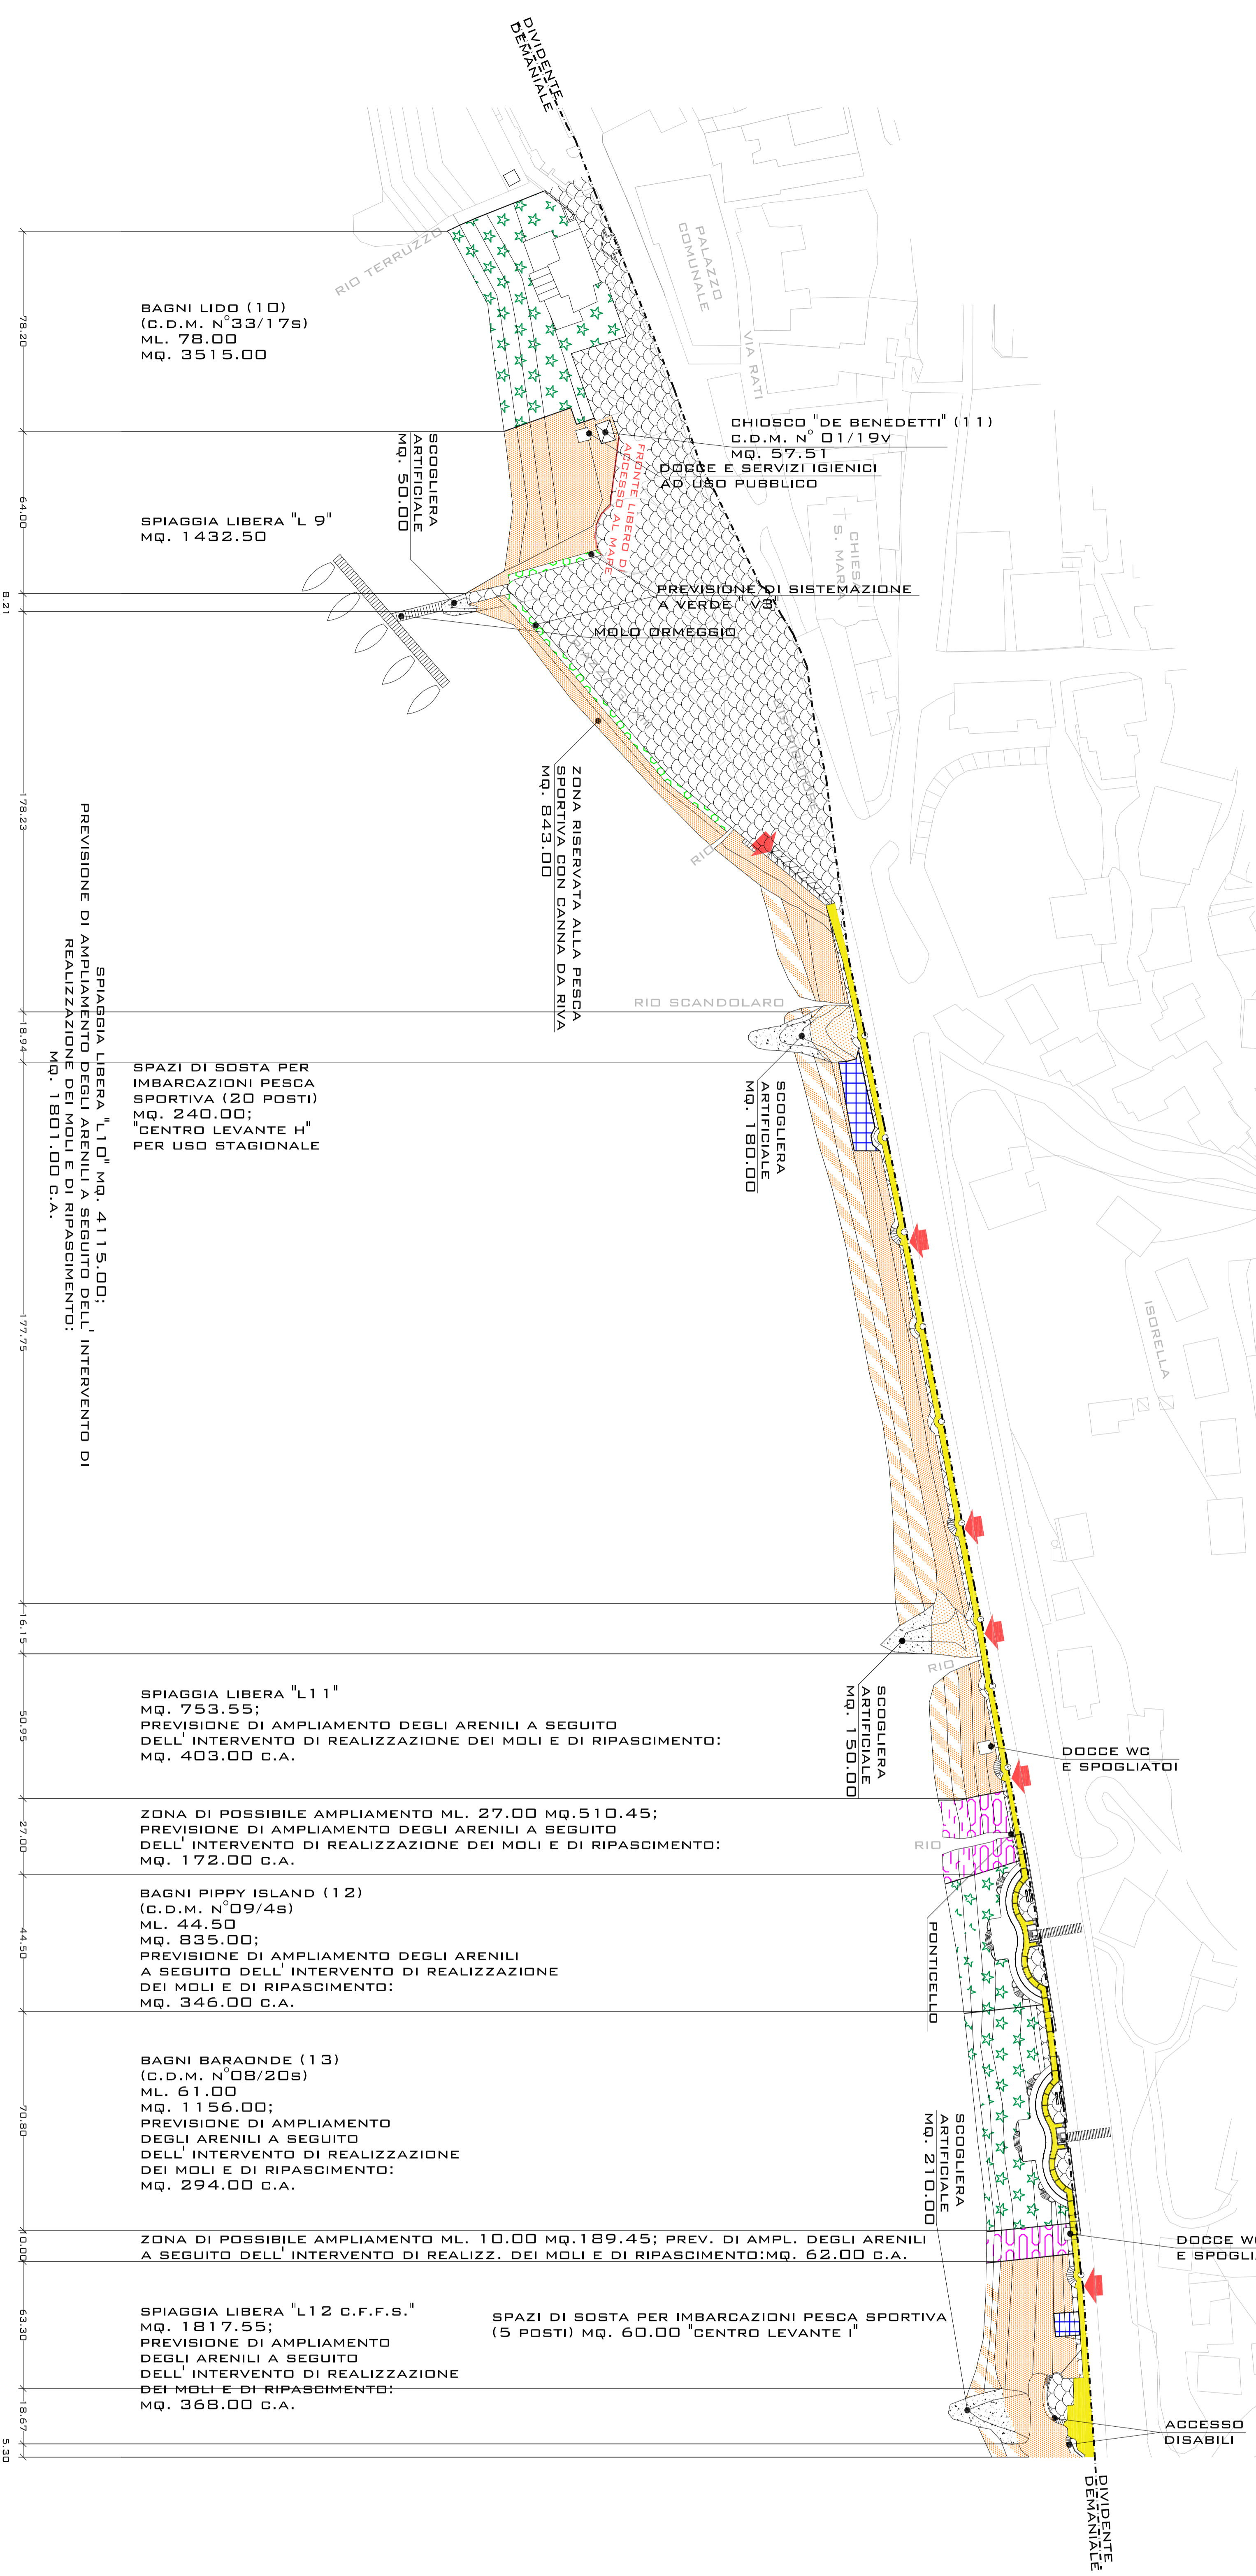 DIVIDENTE
DEMANIALE
PALAZZO
COMUNALE
RIO TERRUZZO
VIA RATI
BAGNI LIDO (10)
(C.D.M. N°33/17S)
ML. 78.00
MQ. 3515.00
78.20
CHIOSCO "DE BENEDETTI" (11)
C.D.M. N° 01/19V
MQ. 57.51
DOCCE E SERVIZI IGIENICI
AD USO PUBBLICO
FRONTE LIBERO DI
ACCESSO AL MARE
SCOGLIERA
ARTIFICIALE
MQ. 50.00
64.00
SPIAGGIA LIBERA "L 9"
MQ. 1432.50
CHIESA
S. MARIA
8.21
PREVISIONE DI SISTEMAZIONE
A VERDE " V3"
MOLO ORMEGGIO
ZONA RISERVATA ALLA PESCA
SPORTIVA CON CANNA DA RIVA
MQ. 843.00
178.23
RIO
RIO SCANDOLARO
18.94
SPIAGGIA LIBERA "L10" MQ. 4115.00;
PREVISIONE DI AMPLIAMENTO DEGLI ARENILI A SEGUITO DELL' INTERVENTO DI
REALIZZAZIONE DEI MOLI E DI RIPASCIMENTO:
MQ. 1801.00 C.A.
SPAZI DI SOSTA PER
IMBARCAZIONI PESCA
SPORTIVA (20 POSTI)
MQ. 240.00;
"CENTRO LEVANTE H"
PER USO STAGIONALE
SCOGLIERA
ARTIFICIALE
MQ. 180.00
ISORELLA
177.75
16.15
RIO
SCOGLIERA
ARTIFICIALE
MQ. 150.00
SPIAGGIA LIBERA "L11"
MQ. 753.55;
PREVISIONE DI AMPLIAMENTO DEGLI ARENILI A SEGUITO
DELL' INTERVENTO DI REALIZZAZIONE DEI MOLI E DI RIPASCIMENTO:
MQ. 403.00 C.A.
50.95
DOCCE WC
E SPOGLIATOI
ZONA DI POSSIBILE AMPLIAMENTO ML. 27.00 MQ.510.45;
PREVISIONE DI AMPLIAMENTO DEGLI ARENILI A SEGUITO
DELL' INTERVENTO DI REALIZZAZIONE DEI MOLI E DI RIPASCIMENTO:
MQ. 172.00 C.A.
27.00
RIO
BAGNI PIPPY ISLAND (12)
(C.D.M. N°09/4S)
ML. 44.50
MQ. 835.00;
PREVISIONE DI AMPLIAMENTO DEGLI ARENILI
A SEGUITO DELL' INTERVENTO DI REALIZZAZIONE
DEI MOLI E DI RIPASCIMENTO:
MQ. 346.00 C.A.
44.50
PONTICELLO
BAGNI BARAONDE (13)
(C.D.M. N°08/20S)
ML. 61.00
MQ. 1156.00;
PREVISIONE DI AMPLIAMENTO
DEGLI ARENILI A SEGUITO
DELL' INTERVENTO DI REALIZZAZIONE
DEI MOLI E DI RIPASCIMENTO:
MQ. 294.00 C.A.
70.80
SCOGLIERA
ARTIFICIALE
MQ. 210.00
ZONA DI POSSIBILE AMPLIAMENTO ML. 10.00 MQ.189.45; PREV. DI AMPL. DEGLI ARENILI
A SEGUITO DELL' INTERVENTO DI REALIZZ. DEI MOLI E DI RIPASCIMENTO:MQ. 62.00 C.A.
10.00
DOCCE W
E SPOGLI
SPIAGGIA LIBERA "L12 C.F.F.S."
MQ. 1817.55;
PREVISIONE DI AMPLIAMENTO
DEGLI ARENILI A SEGUITO
DELL' INTERVENTO DI REALIZZAZIONE
DEI MOLI E DI RIPASCIMENTO:
MQ. 368.00 C.A.
63.30
SPAZI DI SOSTA PER IMBARCAZIONI PESCA SPORTIVA
(5 POSTI) MQ. 60.00 "CENTRO LEVANTE I"
18.67
5.30
ACCESSO
DISABILI
DIVIDENTE
DEMANIALE